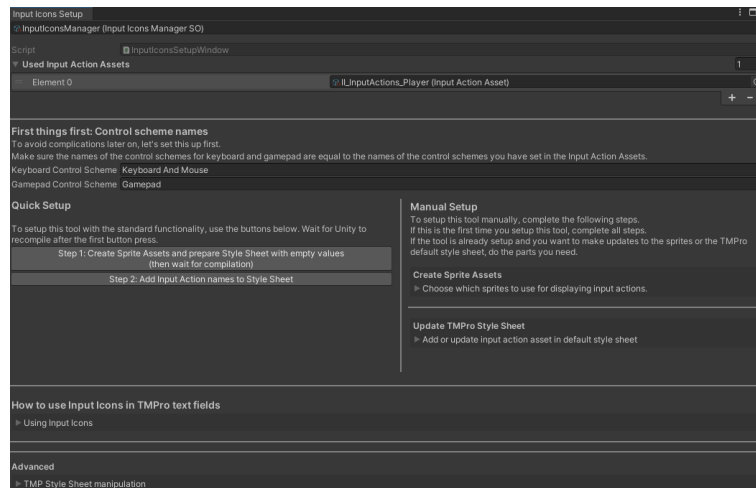 Input Icons Setup
InputIconsManager (Input Icons Manager SO)
Script
InputIconsSetupWindow
Used Input Action Assets
1
Element 0
II_InputActions_Player (Input Action Asset)
+ -
First things first: Control scheme names
To avoid complications later on, let's set this up first.
Make sure the names of the control schemes for keyboard and gamepad are equal to the names of the control schemes you have set in the Input Action Assets.
Keyboard Control Scheme Keyboard And Mouse
Gamepad Control Scheme Gamepad
Quick Setup
To setup this tool with the standard functionality, use the buttons below. Wait for Unity to
recompile after the first button press.
Step 1: Create Sprite Assets and prepare Style Sheet with empty values
(then wait for compilation)
Step 2: Add Input Action names to Style Sheet
Manual Setup
To setup this tool manually, complete the following steps.
If this is the first time you setup this tool, complete all steps.
If the tool is already setup and you want to make updates to the sprites or the TMPro
default style sheet, do the parts you need.
Create Sprite Assets
Choose which sprites to use for displaying input actions.
Update TMPro Style Sheet
Add or update input action asset in default style sheet
How to use Input Icons in TMPro text fields
Using Input Icons
Advanced
TMP Style Sheet manipulation